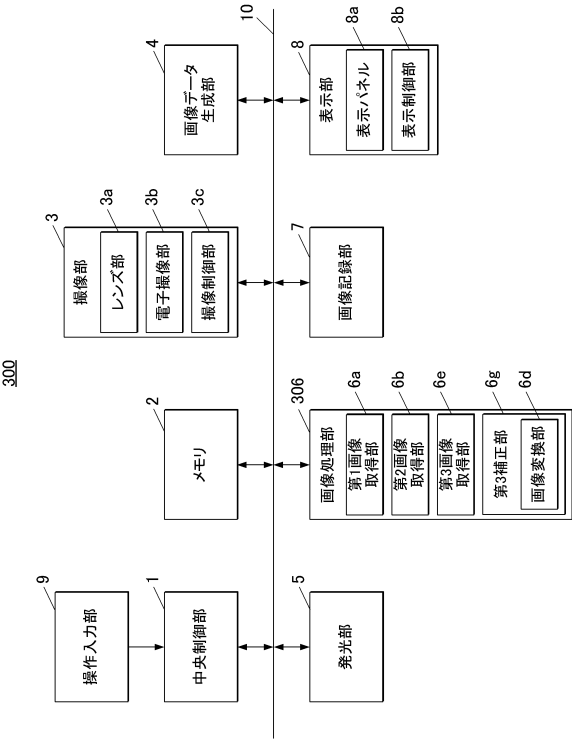 300
操作入力部
9
中央制御部
1
メモリ
2
撮像部
3
レンズ部
3a
電子撮像部
3b
撮像制御部
3c
画像データ
生成部
4
10
発光部
5
画像処理部
306
第1画像
取得部
6a
第2画像
取得部
6b
第3画像
取得部
6e
第3補正部
6g
画像変換部
6d
画像記録部
7
表示部
8
表示パネル
8a
表示制御部
8b